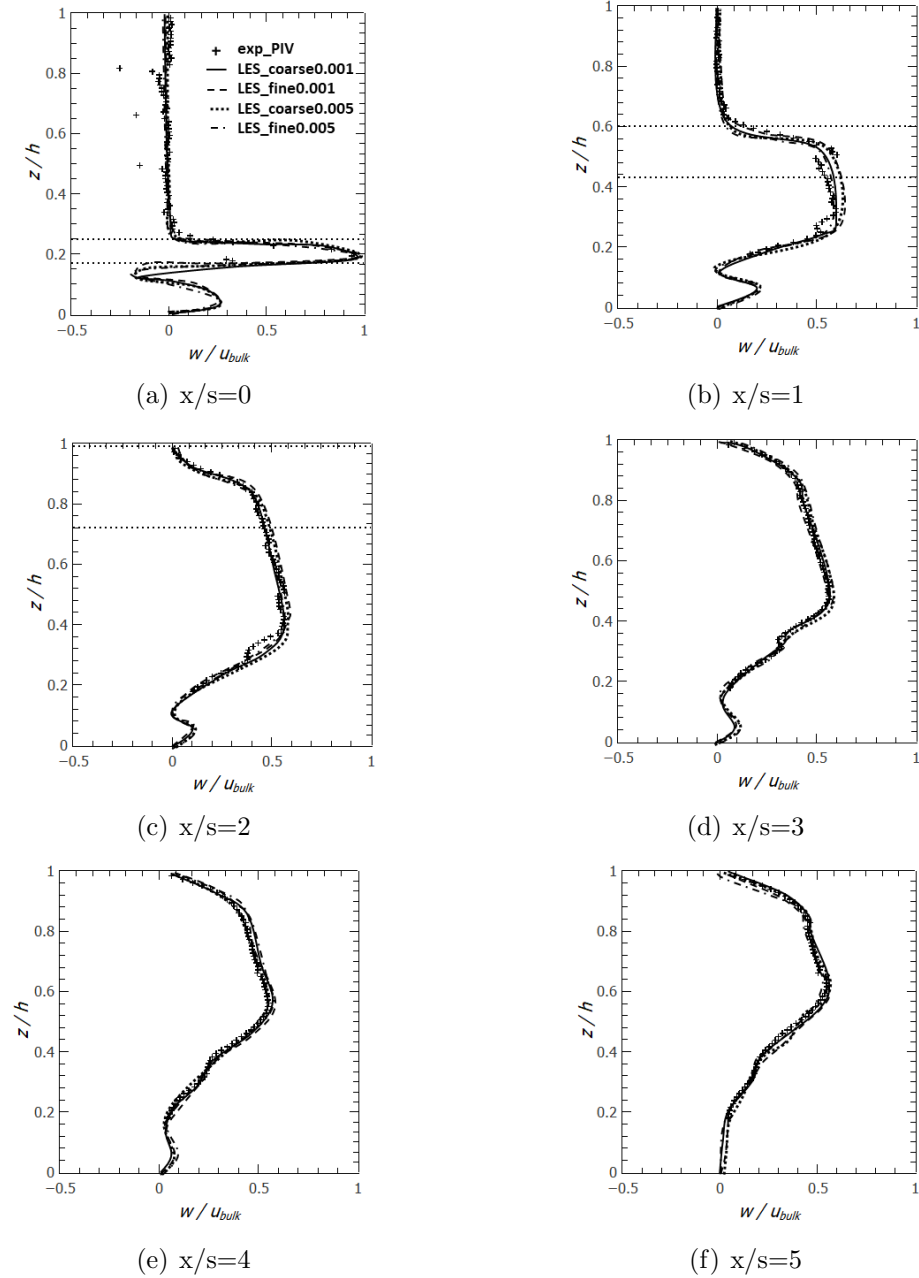 1
0.8
0.6
0.4
0.2
0
z / h
exp_PIV
LES_coarse0.001
LES_fine0.001
LES_coarse0.005
LES_fine0.005
−0.5 0 0.5 1
w / u_bulk
(a) x/s=0
1
0.8
0.6
0.4
0.2
0
z / h
−0.5 0 0.5 1
w / u_bulk
(b) x/s=1
1
0.8
0.6
0.4
0.2
0
z / h
−0.5 0 0.5 1
w / u_bulk
(c) x/s=2
1
0.8
0.6
0.4
0.2
0
z / h
−0.5 0 0.5 1
w / u_bulk
(d) x/s=3
1
0.8
0.6
0.4
0.2
0
z / h
−0.5 0 0.5 1
w / u_bulk
(e) x/s=4
1
0.8
0.6
0.4
0.2
0
z / h
−0.5 0 0.5 1
w / u_bulk
(f) x/s=5